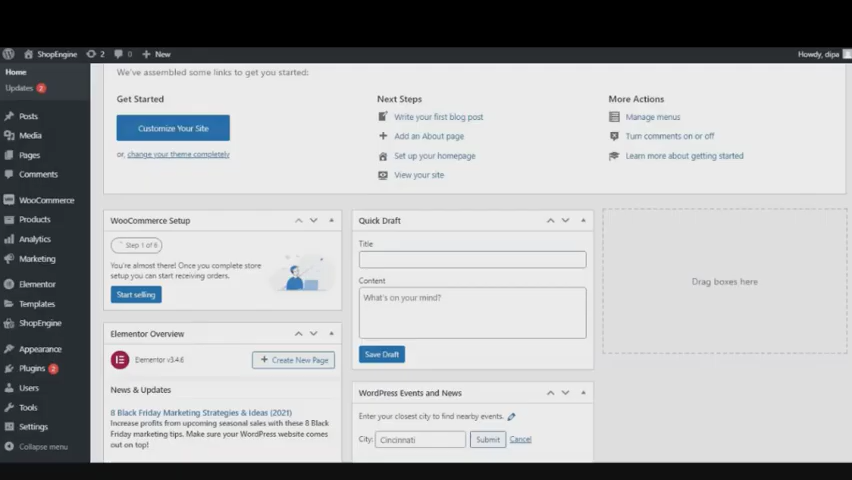 ShopEngine 2 0 + New Howdy, dipa
Home
Updates 2
Posts
Media
Pages
Comments
WooCommerce
Products
Analytics
Marketing
Elementor
Templates
ShopEngine
Appearance
Plugins 2
Users
Tools
Settings
Collapse menu
We've assembled some links to get you started:
Get Started
Customize Your Site
or, change your theme completely
Next Steps
Write your first blog post
Add an About page
Set up your homepage
View your site
More Actions
Manage menus
Turn comments on or off
Learn more about getting started
WooCommerce Setup
Step 1 of 6
You're almost there! Once you complete store
setup you can start receiving orders.
Start selling
Elementor Overview
Elementor v3.4.6
+ Create New Page
News & Updates
8 Black Friday Marketing Strategies & Ideas (2021)
Increase profits from upcoming seasonal sales with these 8 Black
Friday marketing tips. Make sure your WordPress website comes
out on top!
Quick Draft
Title
Content
What's on your mind?
Save Draft
WordPress Events and News
Enter your closest city to find nearby events.
City: Cincinnati Submit Cancel
Drag boxes here